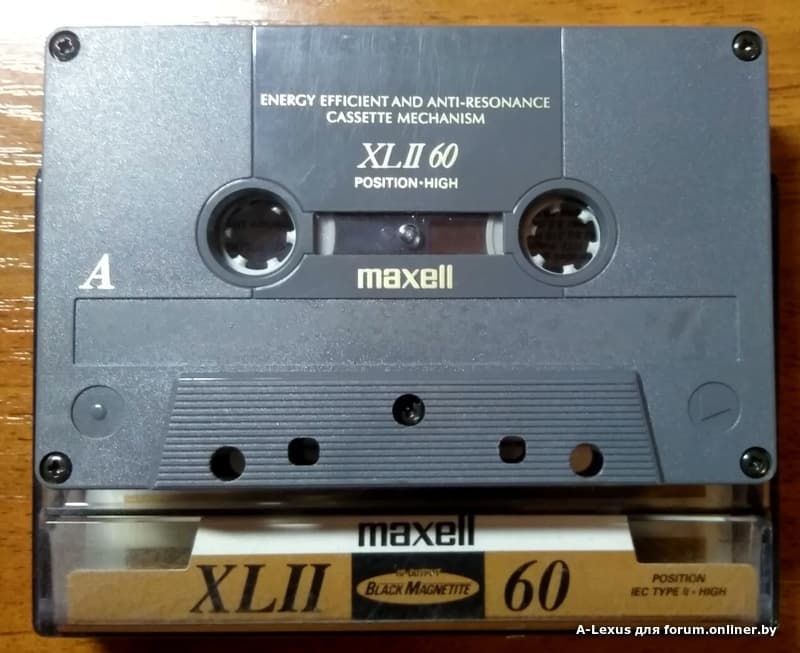 ENERGY EFFICIENT AND ANTI-RESONANCE
CASSETTE MECHANISM
XLII 60
POSITION·HIGH
A
maxell
maxell
XLII
BLACK MAGNETITE
60
POSITION
IEC TYPE II · HIGH
A-Lexus для forum.onliner.by